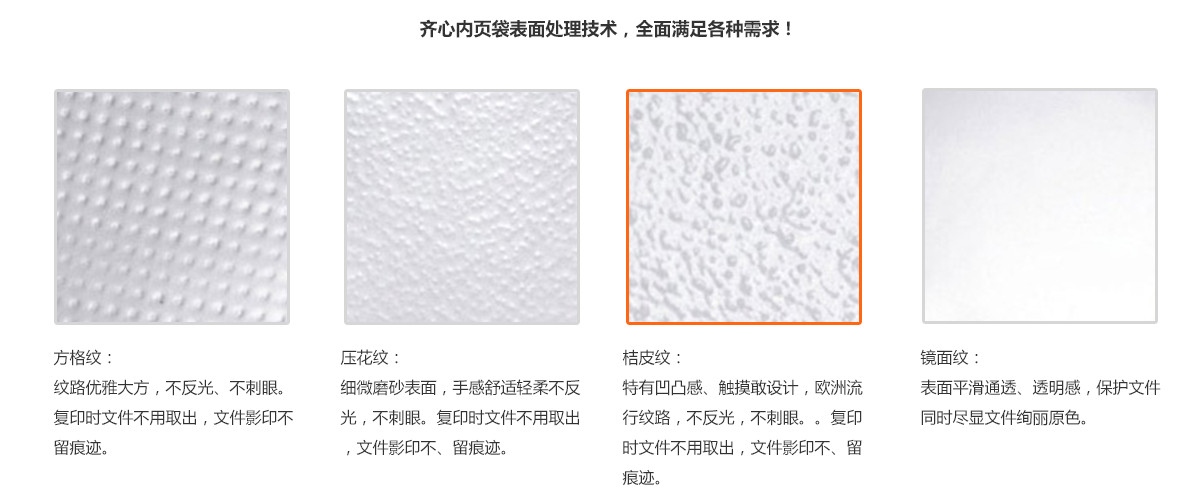 齐心内页袋表面处理技术，全面满足各种需求！
方格纹：
纹路优雅大方，不反光、不刺眼。
复印时文件不用取出，文件影印不
留痕迹。
压花纹：
细微磨砂表面，手感舒适轻柔不反
光，不刺眼。复印时文件不用取出
，文件影印不、留痕迹。
桔皮纹：
特有凹凸感、触摸敢设计，欧洲流
行纹路，不反光，不刺眼。。复印
时文件不用取出，文件影印不、留
痕迹。
镜面纹：
表面平滑通透、透明感，保护文件
同时尽显文件绚丽原色。